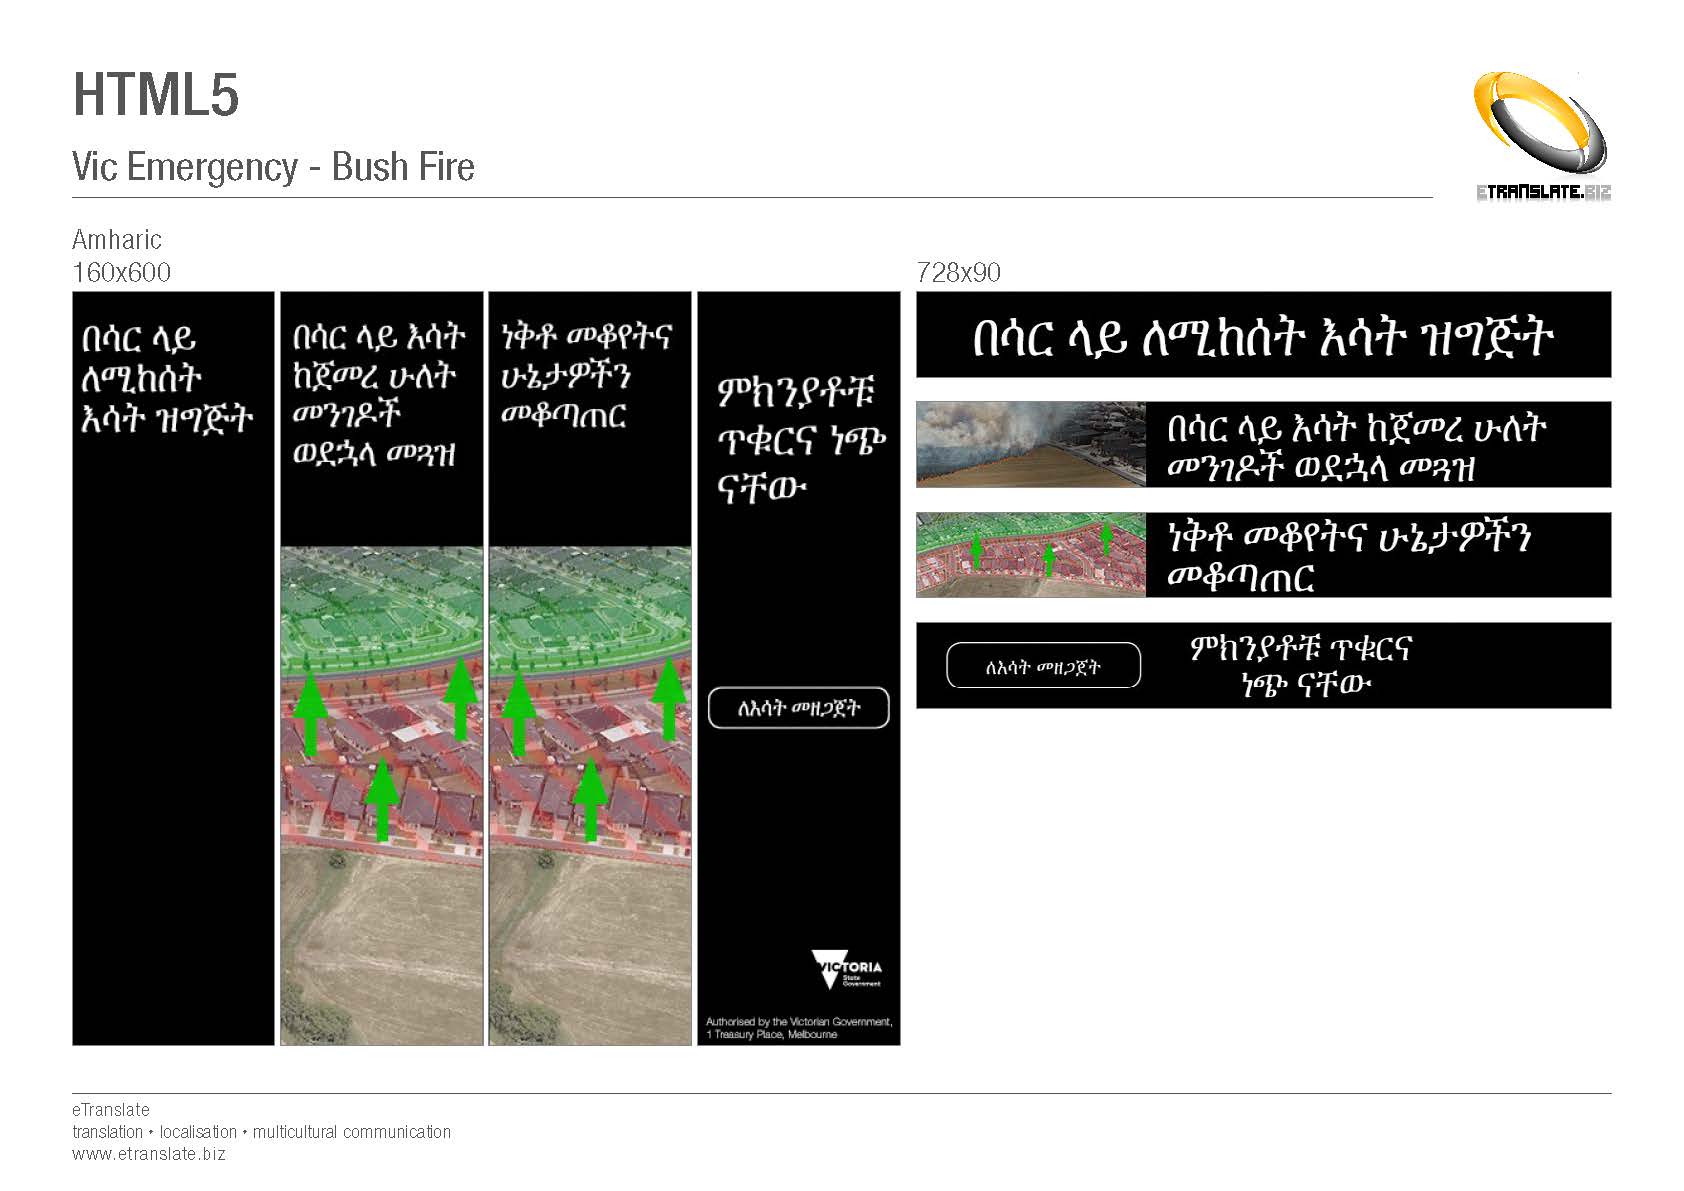 HTML5
Vic Emergency - Bush Fire
ETRANSLATE.BIZ
Amharic
160x600
በሳር ላይ
ለሚከሰት
እሳት ዝግጅት
በሳር ላይ እሳት
ከጀመረ ሁለት
መንገዶች
ወደኋላ መጓዝ
ነቅቶ መቆየትና
ሁኔታዎችን
መቆጣጠር
ምክንያቶቹ
ጥቁርና ነጭ
ናቸው
ለእሳት መዘጋጀት
VICTORIA
State
Government
Authorised by the Victorian Government,
1 Treasury Place, Melbourne
728x90
በሳር ላይ ለሚከሰት እሳት ዝግጅት
በሳር ላይ እሳት ከጀመረ ሁለት
መንገዶች ወደኋላ መጓዝ
ነቅቶ መቆየትና ሁኔታዎችን
መቆጣጠር
ለእሳት መዘጋጀት
ምክንያቶቹ ጥቁርና
ነጭ ናቸው
eTranslate
translation • localisation • multicultural communication
www.etranslate.biz